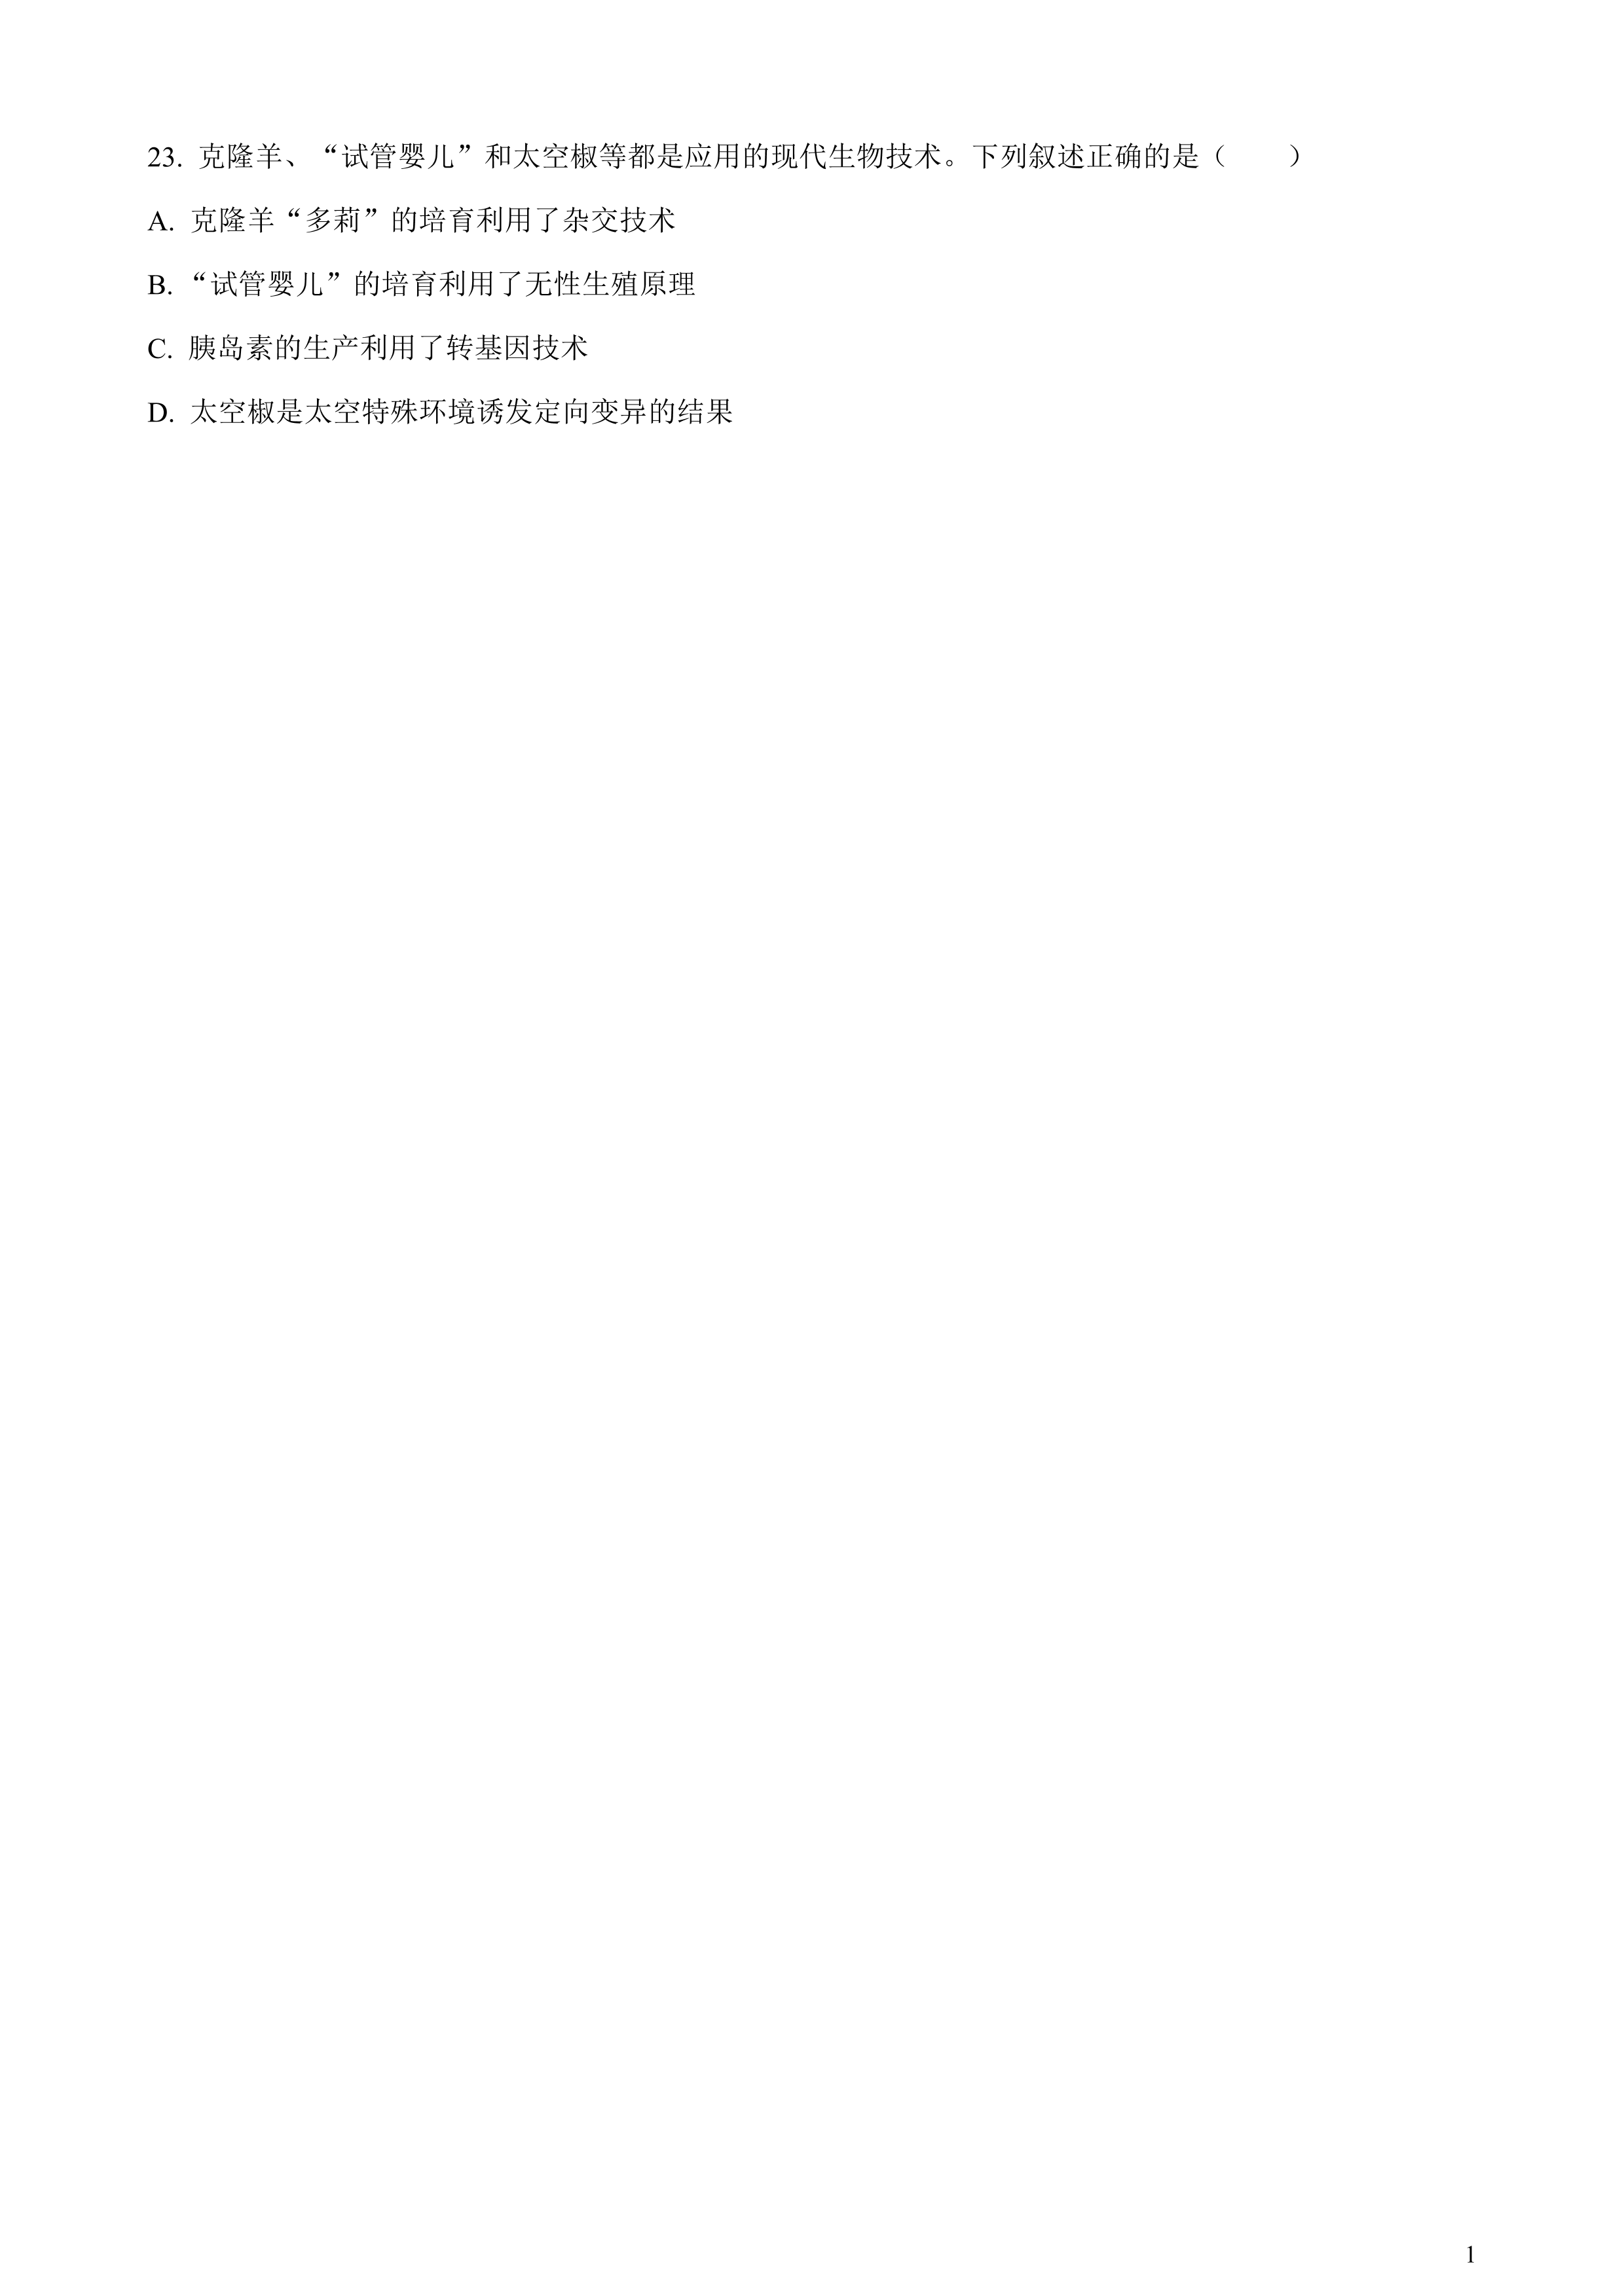 23. 克隆羊、“试管婴儿”和太空椒等都是应用的现代生物技术。下列叙述正确的是（　　）
A. 克隆羊“多莉”的培育利用了杂交技术
B. “试管婴儿”的培育利用了无性生殖原理
C. 胰岛素的生产利用了转基因技术
D. 太空椒是太空特殊环境诱发定向变异的结果
1